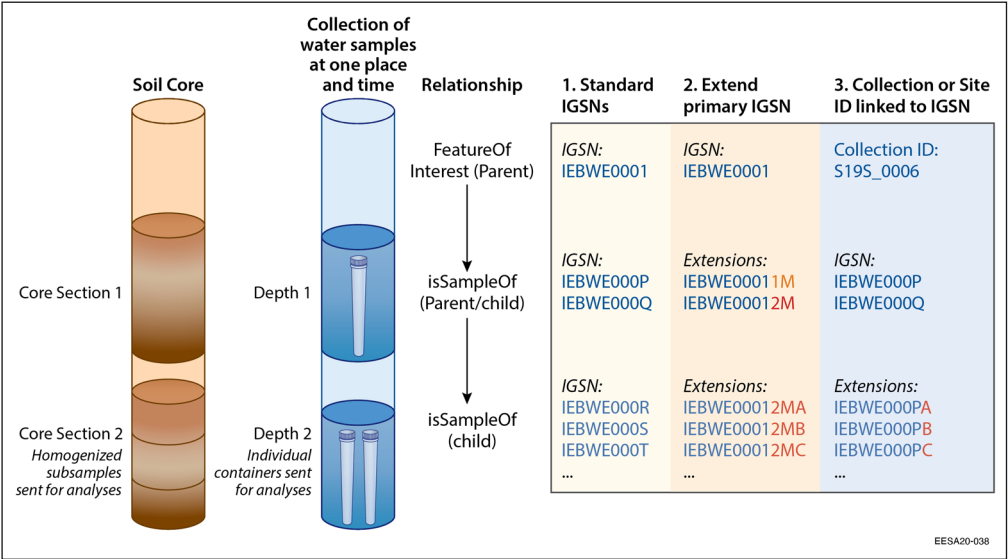 Soil Core
Collection of
water samples
at one place
and time
Relationship
1. Standard
IGSNs
2. Extend
primary IGSN
3. Collection or Site
ID linked to IGSN
FeatureOf
Interest (Parent)
IGSN:
IEBWE0001
IGSN:
IEBWE0001
Collection ID:
S19S_0006
Core Section 1
Depth 1
isSampleOf
(Parent/child)
IGSN:
IEBWE000P
IEBWE000Q
Extensions:
IEBWE00011M
IEBWE00012M
IGSN:
IEBWE000P
IEBWE000Q
Core Section 2
Homogenized
subsamples
sent for analyses
Depth 2
Individual
containers sent
for analyses
isSampleOf
(child)
IGSN:
IEBWE000R
IEBWE000S
IEBWE000T
...
Extensions:
IEBWE00012MA
IEBWE00012MB
IEBWE00012MC
...
Extensions:
IEBWE000PA
IEBWE000PB
IEBWE000PC
...
EESA20-038